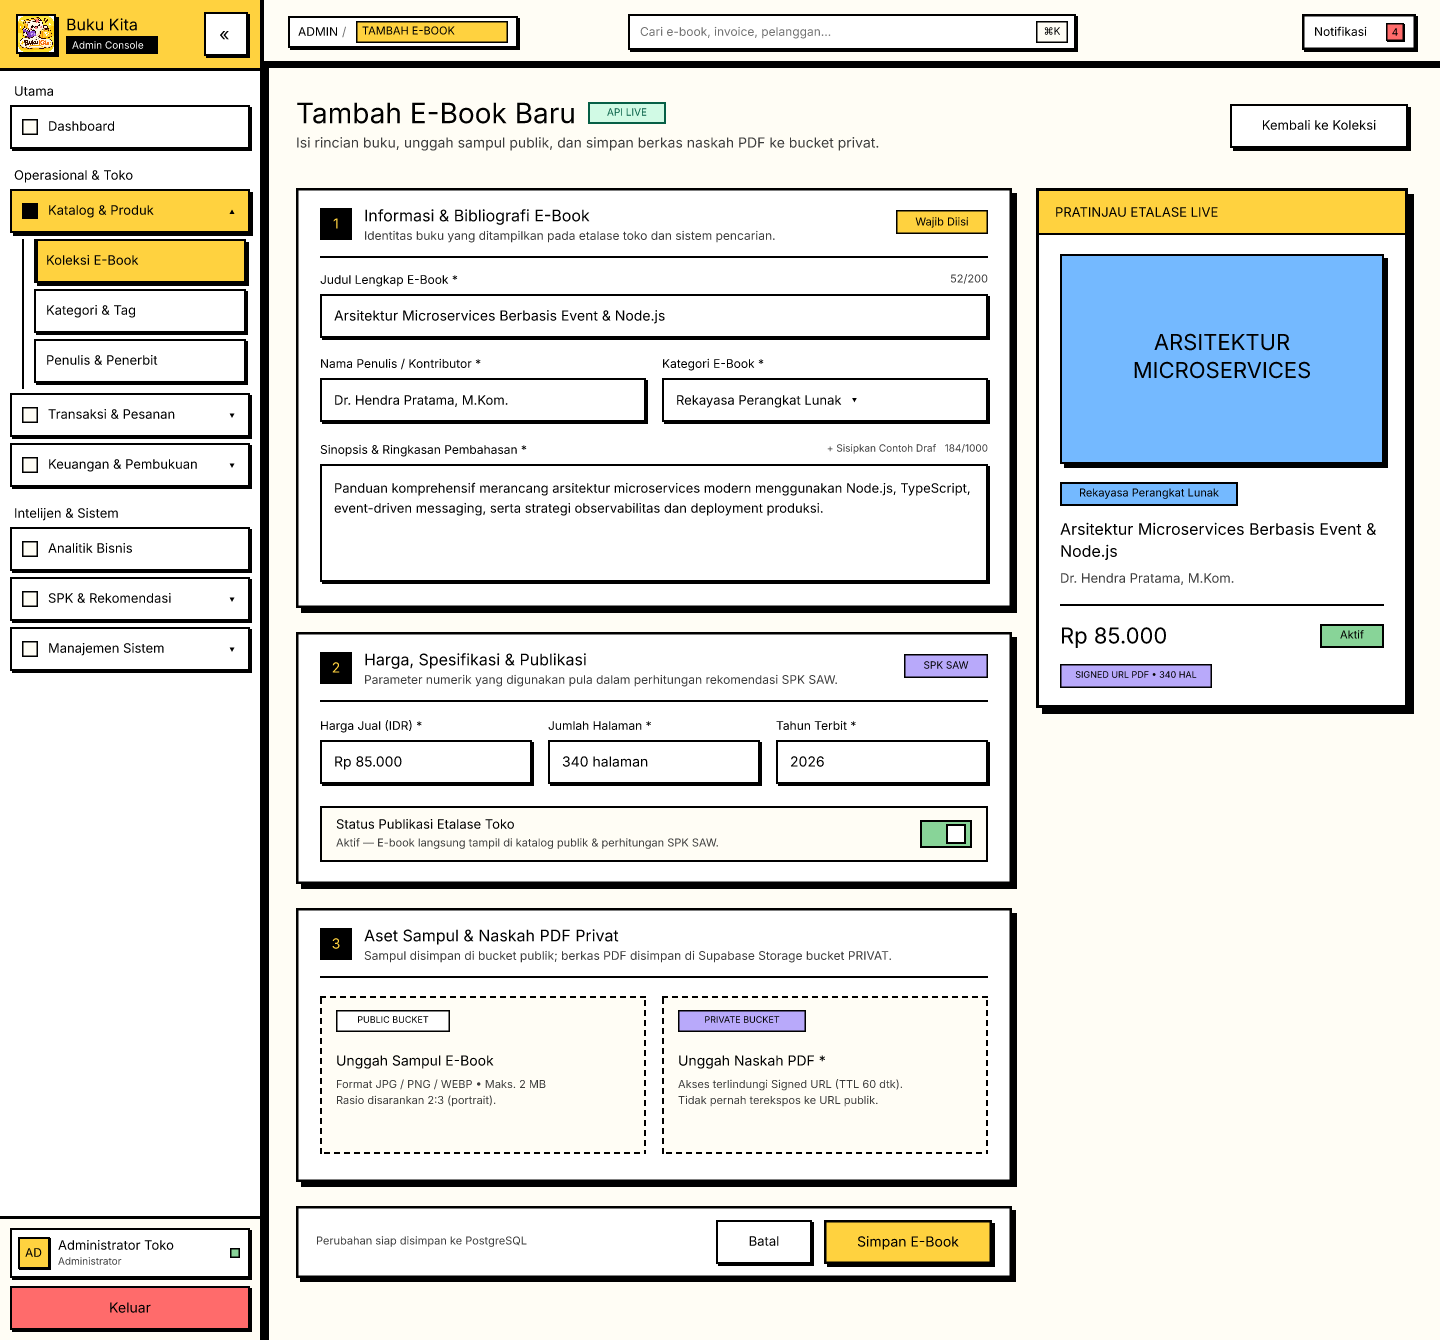 Buku Kita
Admin Console
«
Utama
Dashboard
Operasional & Toko
Katalog & Produk
Koleksi E-Book
Kategori & Tag
Penulis & Penerbit
Transaksi & Pesanan
Keuangan & Pembukuan
Intelijen & Sistem
Analitik Bisnis
SPK & Rekomendasi
Manajemen Sistem
AD
Administrator Toko
Administrator
Keluar
ADMIN / TAMBAH E-BOOK
Cari e-book, invoice, pelanggan...
⌘K
Notifikasi 4
Tambah E-Book Baru
API LIVE
Isi rincian buku, unggah sampul publik, dan simpan berkas naskah PDF ke bucket privat.
Kembali ke Koleksi
1
Informasi & Bibliografi E-Book
Identitas buku yang ditampilkan pada etalase toko dan sistem pencarian.
Wajib Diisi
Judul Lengkap E-Book *
52/200
Arsitektur Microservices Berbasis Event & Node.js
Nama Penulis / Kontributor *
Dr. Hendra Pratama, M.Kom.
Kategori E-Book *
Rekayasa Perangkat Lunak
Sinopsis & Ringkasan Pembahasan *
+ Sisipkan Contoh Draf
184/1000
Panduan komprehensif merancang arsitektur microservices modern menggunakan Node.js, TypeScript,
event-driven messaging, serta strategi observabilitas dan deployment produksi.
2
Harga, Spesifikasi & Publikasi
Parameter numerik yang digunakan pula dalam perhitungan rekomendasi SPK SAW.
SPK SAW
Harga Jual (IDR) *
Rp 85.000
Jumlah Halaman *
340 halaman
Tahun Terbit *
2026
Status Publikasi Etalase Toko
Aktif — E-book langsung tampil di katalog publik & perhitungan SPK SAW.
3
Aset Sampul & Naskah PDF Privat
Sampul disimpan di bucket publik; berkas PDF disimpan di Supabase Storage bucket PRIVAT.
PUBLIC BUCKET
Unggah Sampul E-Book
Format JPG / PNG / WEBP • Maks. 2 MB
Rasio disarankan 2:3 (portrait).
PRIVATE BUCKET
Unggah Naskah PDF *
Akses terlindungi Signed URL (TTL 60 dtk).
Tidak pernah terekspos ke URL publik.
Perubahan siap disimpan ke PostgreSQL
Batal
Simpan E-Book
PRATINJAU ETALASE LIVE
ARSITEKTUR
MICROSERVICES
Rekayasa Perangkat Lunak
Arsitektur Microservices Berbasis Event &
Node.js
Dr. Hendra Pratama, M.Kom.
Rp 85.000
Aktif
SIGNED URL PDF • 340 HAL